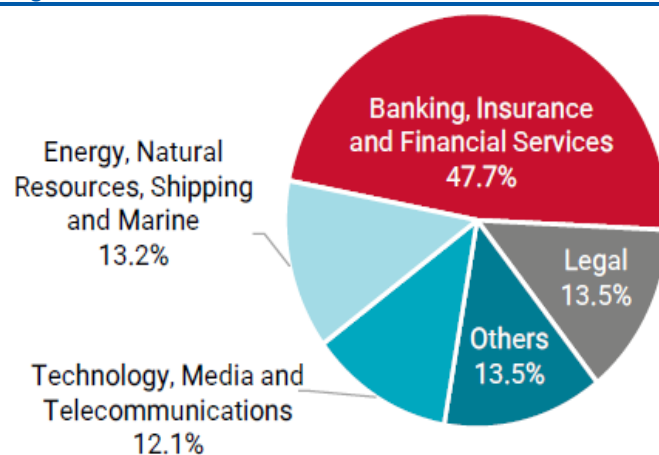 Banking, Insurance
and Financial Services
47.7%
Energy, Natural
Resources, Shipping
and Marine
13.2%
Legal
13.5%
Others
13.5%
Technology, Media and
Telecommunications
12.1%